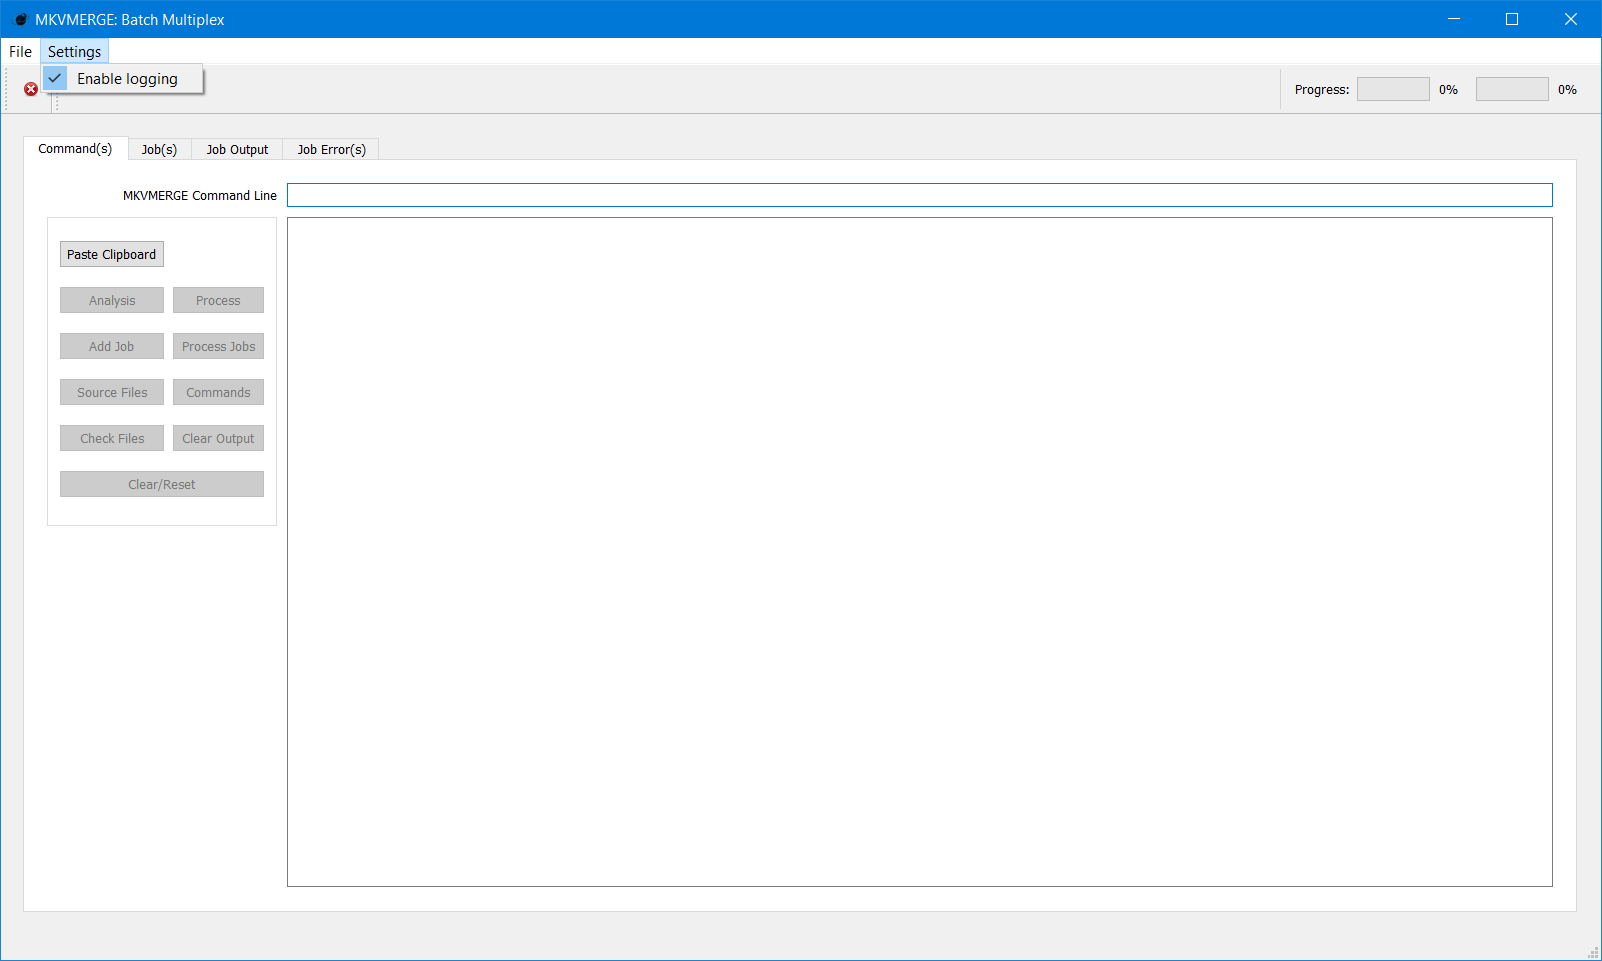 MKVMERGE: Batch Multiplex
File Settings
Enable logging
Progress: 0% 0%
Command(s) Job(s) Job Output Job Error(s)
MKVMERGE Command Line
Paste Clipboard
Analysis Process
Add Job Process Jobs
Source Files Commands
Check Files Clear Output
Clear/Reset